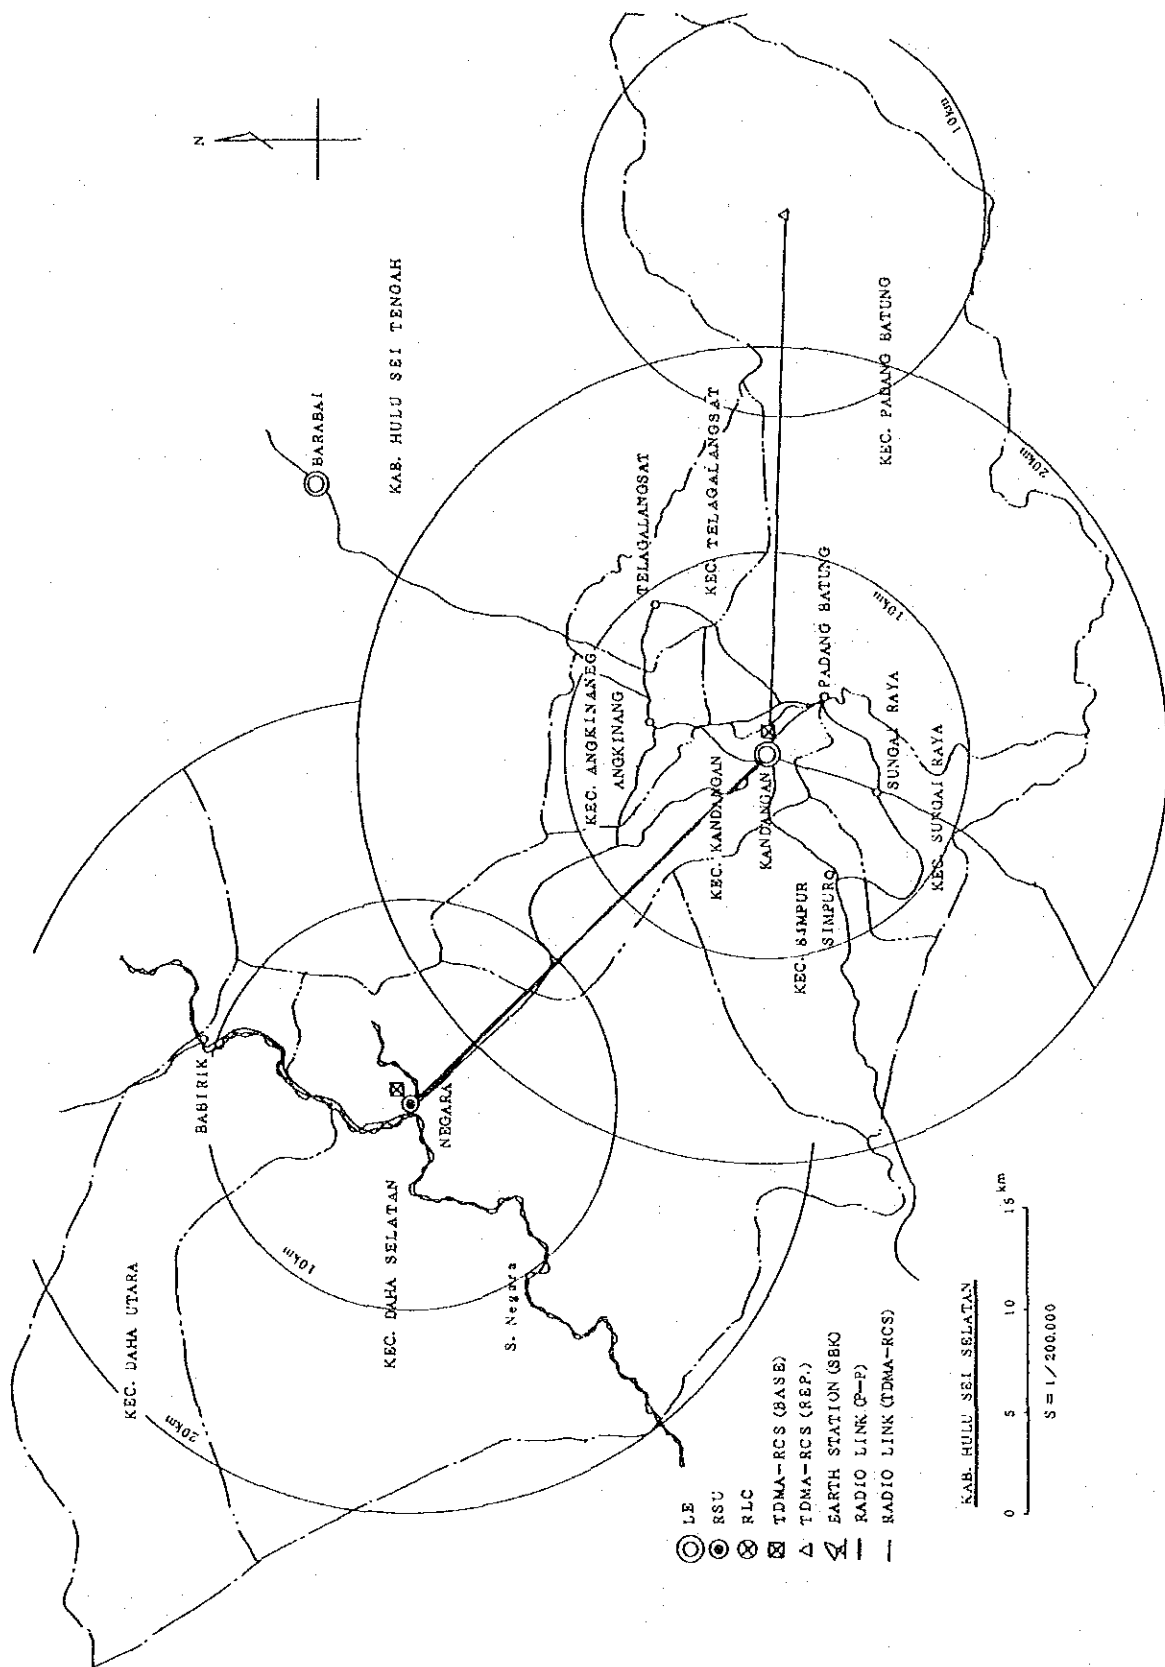 N
BARABAI
KAB. HULU SEI TENGAH
BABIRIK
KEC. DAHA UTARA
20km
10km
NEGARA
KEC. DAHA SELATAN
S. Negara
TELAGALANGSAT
KEC. TELAGALANGSAT
KEC. ANGKINANEG
ANGKINANG
KEC. KANDANGAN
KANDANGAN
KEC. SIMPUR
SIMPUR
PADANG BATUNG
SUNGAI RAYA
KEC. SUNGAI RAYA
10km
20km
KEC. PADANG BATUNG
10km
LE
RSU
RLC
TDMA-RCS (BASE)
TDMA-RCS (REP.)
EARTH STATION (SBK)
RADIO LINK (P-P)
RADIO LINK (TDMA-RCS)
KAB. HULU SEI SELATAN
0 5 10 15 km
S = 1/200,000